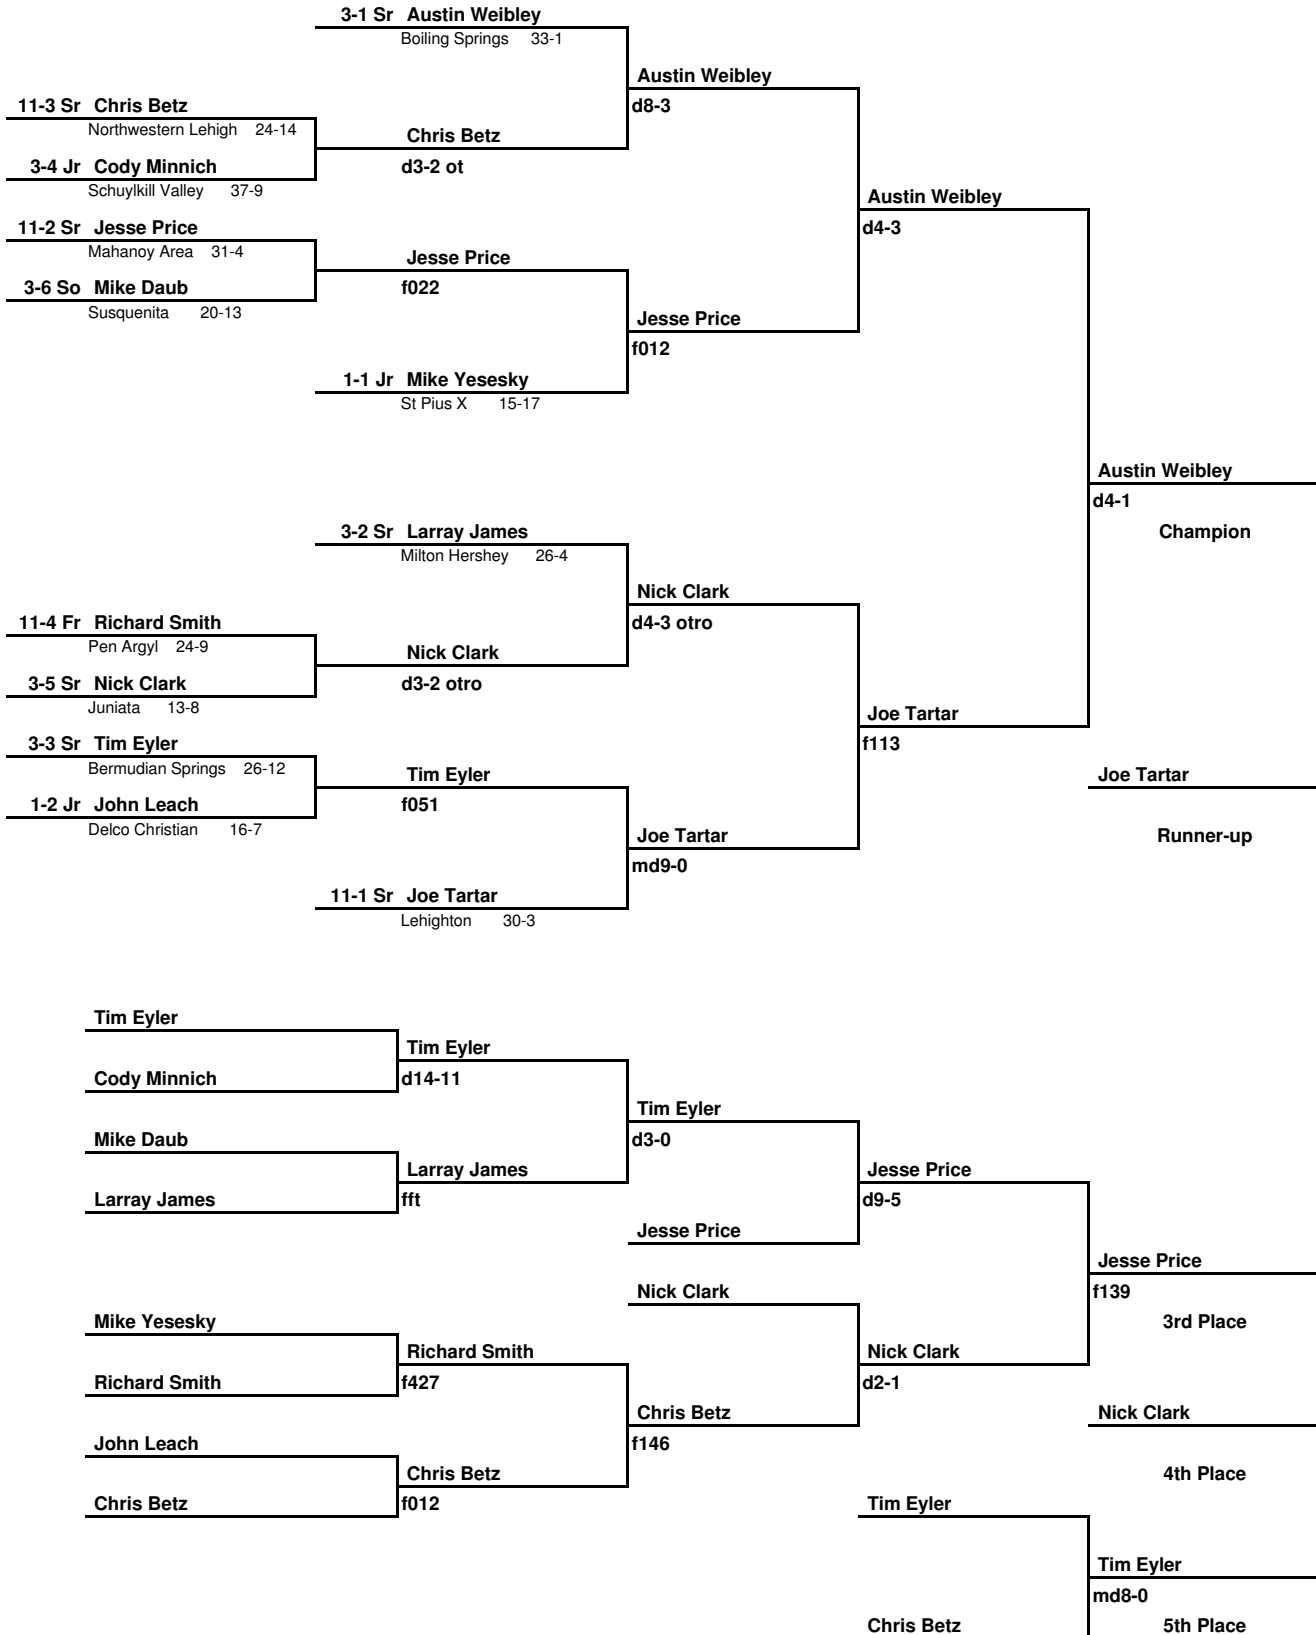 3-1 Sr Austin Weibley
Boiling Springs 33-1
Austin Weibley
d8-3
11-3 Sr Chris Betz
Northwestern Lehigh 24-14
Chris Betz
d3-2 ot
3-4 Jr Cody Minnich
Schuylkill Valley 37-9
Austin Weibley
d4-3
11-2 Sr Jesse Price
Mahanoy Area 31-4
Jesse Price
f022
3-6 So Mike Daub
Susquenita 20-13
Jesse Price
f012
1-1 Jr Mike Yesesky
St Pius X 15-17
Austin Weibley
d4-1
Champion
3-2 Sr Larray James
Milton Hershey 26-4
Nick Clark
d4-3 otro
11-4 Fr Richard Smith
Pen Argyl 24-9
Nick Clark
d3-2 otro
3-5 Sr Nick Clark
Juniata 13-8
Joe Tartar
f113
3-3 Sr Tim Eyler
Bermudian Springs 26-12
Tim Eyler
f051
Joe Tartar
Runner-up
1-2 Jr John Leach
Delco Christian 16-7
Joe Tartar
md9-0
11-1 Sr Joe Tartar
Lehighton 30-3
Tim Eyler
Tim Eyler
d14-11
Cody Minnich
Tim Eyler
d3-0
Mike Daub
Larray James
fft
Larray James
Jesse Price
d9-5
Jesse Price
Jesse Price
f139
3rd Place
Nick Clark
Mike Yesesky
Richard Smith
f427
Richard Smith
Nick Clark
d2-1
Chris Betz
f146
Nick Clark
4th Place
John Leach
Chris Betz
f012
Chris Betz
Tim Eyler
Tim Eyler
md8-0
5th Place
Chris Betz